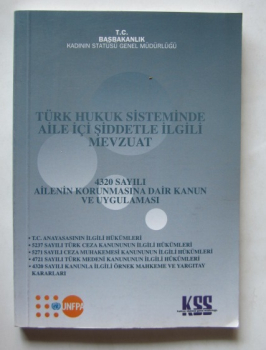 T.C.
BAŞBAKANLIK
KADININ STATÜSÜ GENEL MÜDÜRLÜĞÜ
TÜRK HUKUK SİSTEMİNDE
AİLE İÇİ ŞİDDETLE İLGİLİ
MEVZUAT
4320 SAYILI
AİLENİN KORUNMASINA DAİR KANUN
VE UYGULAMASI
• T.C. ANAYASASININ İLGİLİ HÜKÜMLERİ
• 5237 SAYILI TÜRK CEZA KANUNUNUN İLGİLİ HÜKÜMLERİ
• 5271 SAYILI CEZA MUHAKEMESİ KANUNUNUN İLGİLİ HÜKÜMLERİ
• 4721 SAYILI TÜRK MEDENİ KANUNUNUN İLGİLİ HÜKÜMLERİ
• 4320 SAYILI KANUNLA İLGİLİ ÖRNEK MAHKEME VE YARGITAY
KARARLARI
UNFPA
KSS